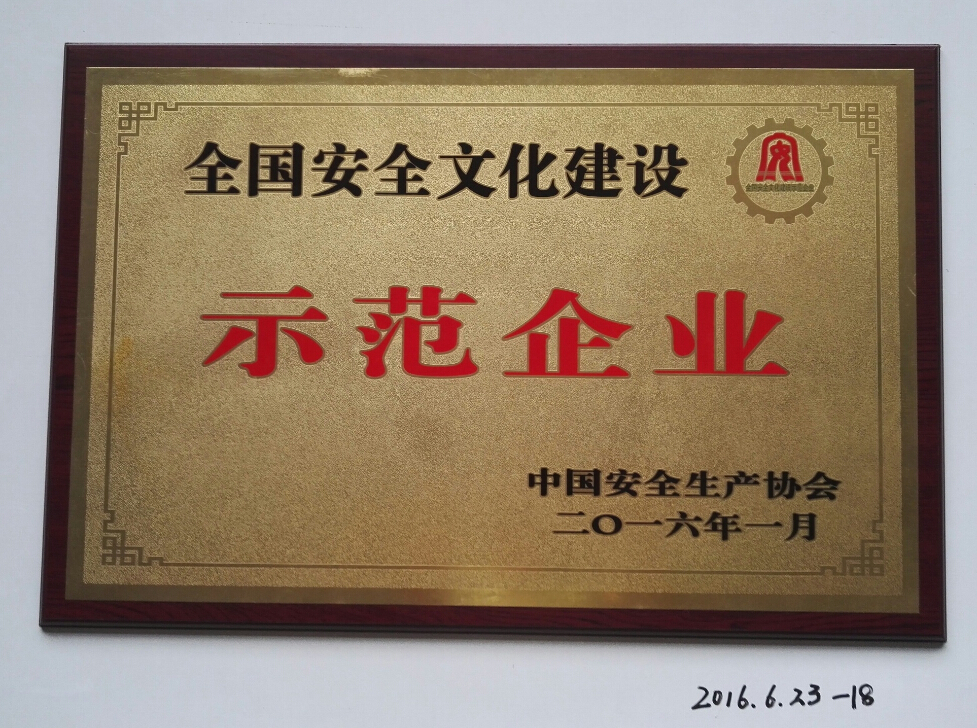 全国安全文化建设
示范企业
中国安全生产协会
二〇一六年一月
2016.6.23-18